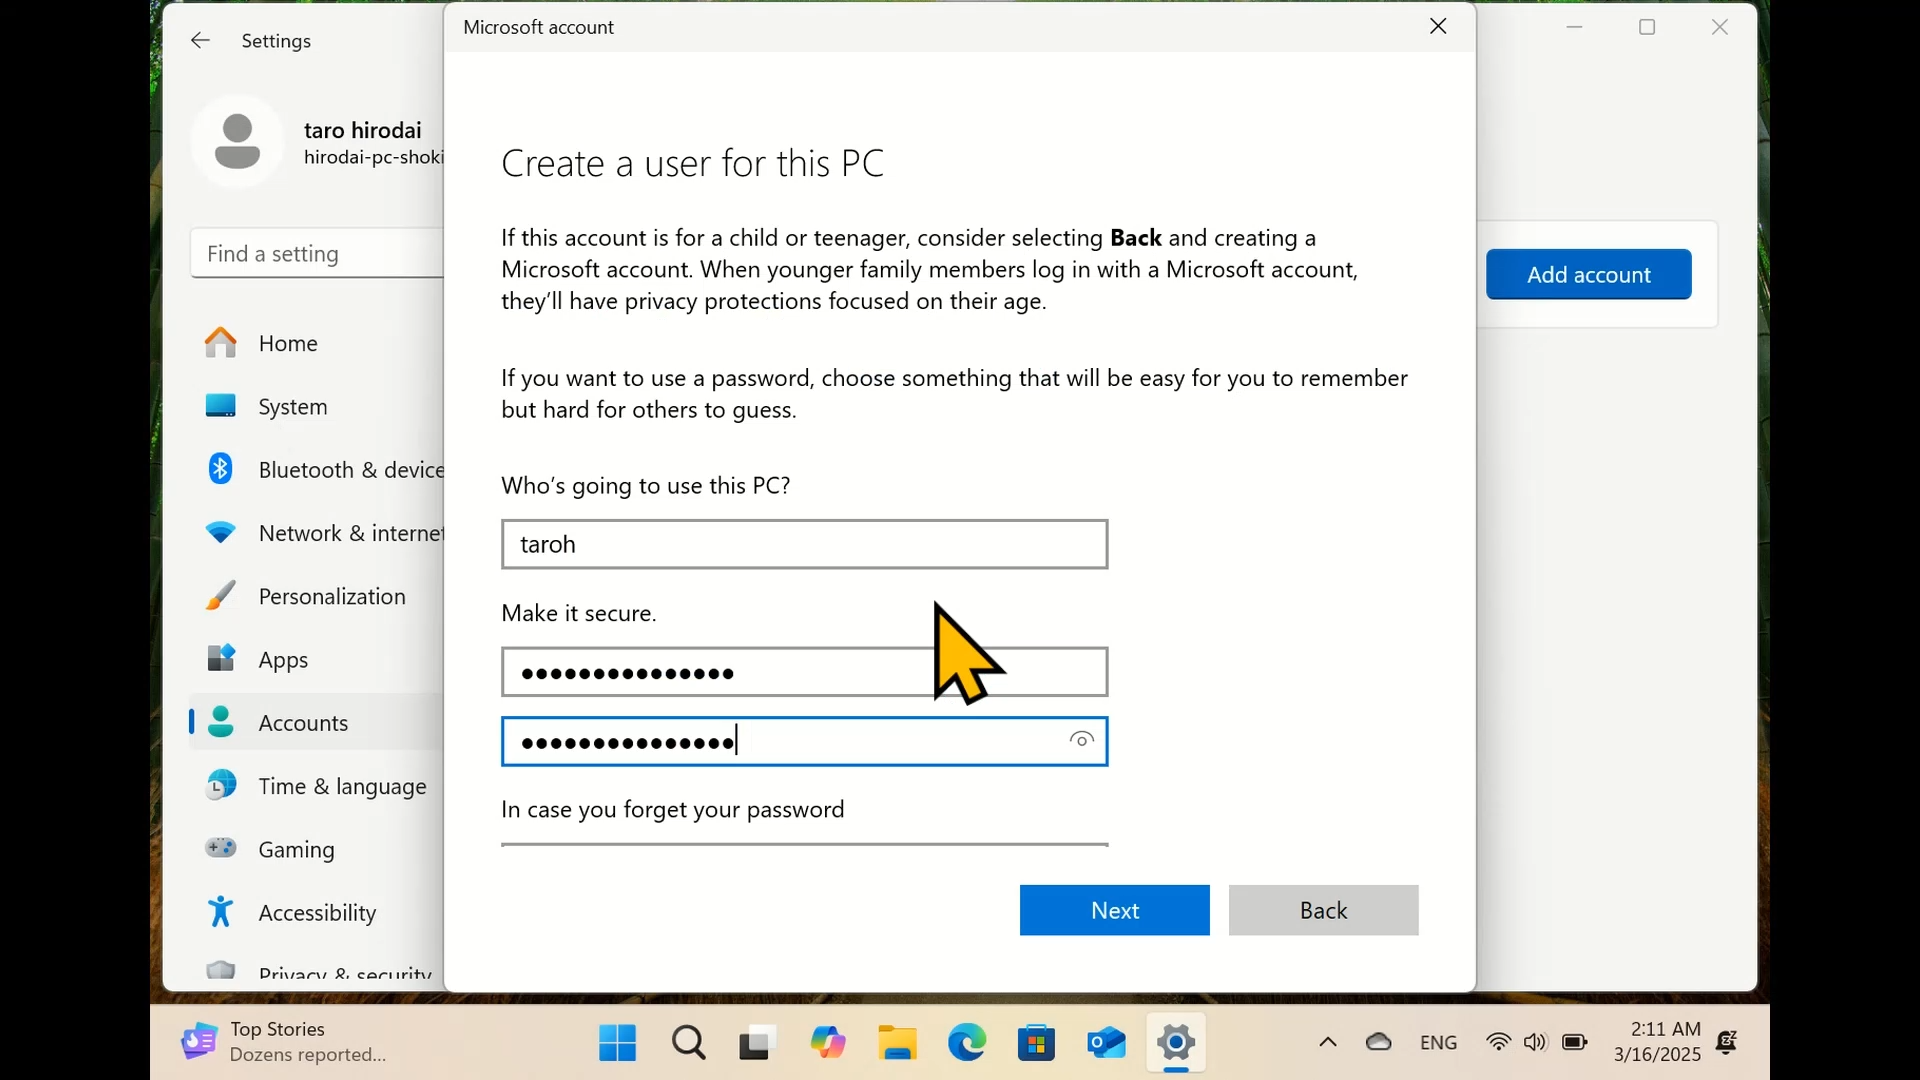 Settings
Microsoft account
taro hirodai
hirodai-pc-shoki
Find a setting
Home
System
Bluetooth & device
Network & internet
Personalization
Apps
Accounts
Time & language
Gaming
Accessibility
Privacy & security
Create a user for this PC
If this account is for a child or teenager, consider selecting Back and creating a
Microsoft account. When younger family members log in with a Microsoft account,
they'll have privacy protections focused on their age.
If you want to use a password, choose something that will be easy for you to remember
but hard for others to guess.
Who's going to use this PC?
taroh
Make it secure.
●●●●●●●●●●●●●●●
●●●●●●●●●●●●●●●
In case you forget your password
Next
Back
Add account
Top Stories
Dozens reported...
ENG
2:11 AM
3/16/2025